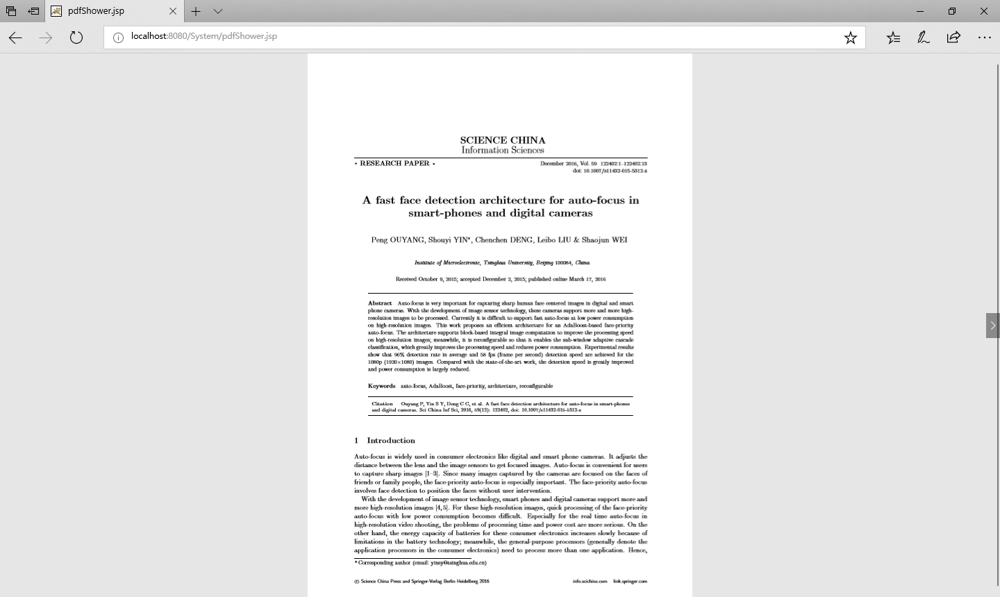 pdfShower.jsp
localhost:8080/System/pdfShower.jsp
SCIENCE CHINA
Information Sciences
• RESEARCH PAPER •
December 2016, Vol. 59 122402:1–122402:13
doi: 10.1007/s11432-015-5312-z
A fast face detection architecture for auto-focus in
smart-phones and digital cameras
Peng OUYANG, Shouyi YIN*, Chenchen DENG, Leibo LIU & Shaojun WEI
Institute of Microelectronic, Tsinghua University, Beijing 100084, China
Received October 9, 2015; accepted December 2, 2015; published online March 17, 2016
Abstract Auto-focus is very important for capturing sharp human face centered images in digital and smart
phone cameras. With the development of image sensor technology, these cameras support more and more high-
resolution images to be processed. Currently it is difficult to support fast auto-focus at low power consumption
on high-resolution images. This work proposes an efficient architecture for an AdaBoost-based face-priority
auto-focus. The architecture supports block-based integral image computation to improve the processing speed
on high-resolution images; meanwhile, it is reconfigurable so that it enables the sub-window adaptive cascade
classification, which greatly improves the processing speed and reduces power consumption. Experimental results
show that 96% detection rate in average and 58 fps (frame per second) detection speed are achieved for the
1080p (1920×1080) images. Compared with the state-of-the-art work, the detection speed is greatly improved
and power consumption is largely reduced.
Keywords auto-focus, AdaBoost, face-priority, architecture, reconfigurable
Citation Ouyang P, Yin S Y, Deng C C, et al. A fast face detection architecture for auto-focus in smart-phones
and digital cameras. Sci China Inf Sci, 2016, 59(12): 122402, doi: 10.1007/s11432-015-5312-z
1 Introduction
Auto-focus is widely used in consumer electronics like digital and smart phone cameras. It adjusts the
distance between the lens and the image sensors to get focused images. Auto-focus is convenient for users
to capture sharp images [1–3]. Since many images captured by the cameras are focused on the faces of
friends or family people, the face-priority auto-focus is especially important. The face-priority auto-focus
involves face detection to position the faces without user intervention.
With the development of image sensor technology, smart phones and digital cameras support more and
more high-resolution images [4,5]. For these high-resolution images, quick processing of the face-priority
auto-focus with low power consumption becomes difficult. Especially for the real time auto-focus in
high-resolution video shooting, the problems of processing time and power cost are more serious. On the
other hand, the energy capacity of batteries for these consumer electronics increases slowly because of
limitations in the battery technology; meanwhile, the general-purpose processors (generally denote the
application processors in the consumer electronics) need to process more than one application. Hence,
* Corresponding author (email: yinsy@tsinghua.edu.cn)
© Science China Press and Springer-Verlag Berlin Heidelberg 2016
info.scichina.com link.springer.com